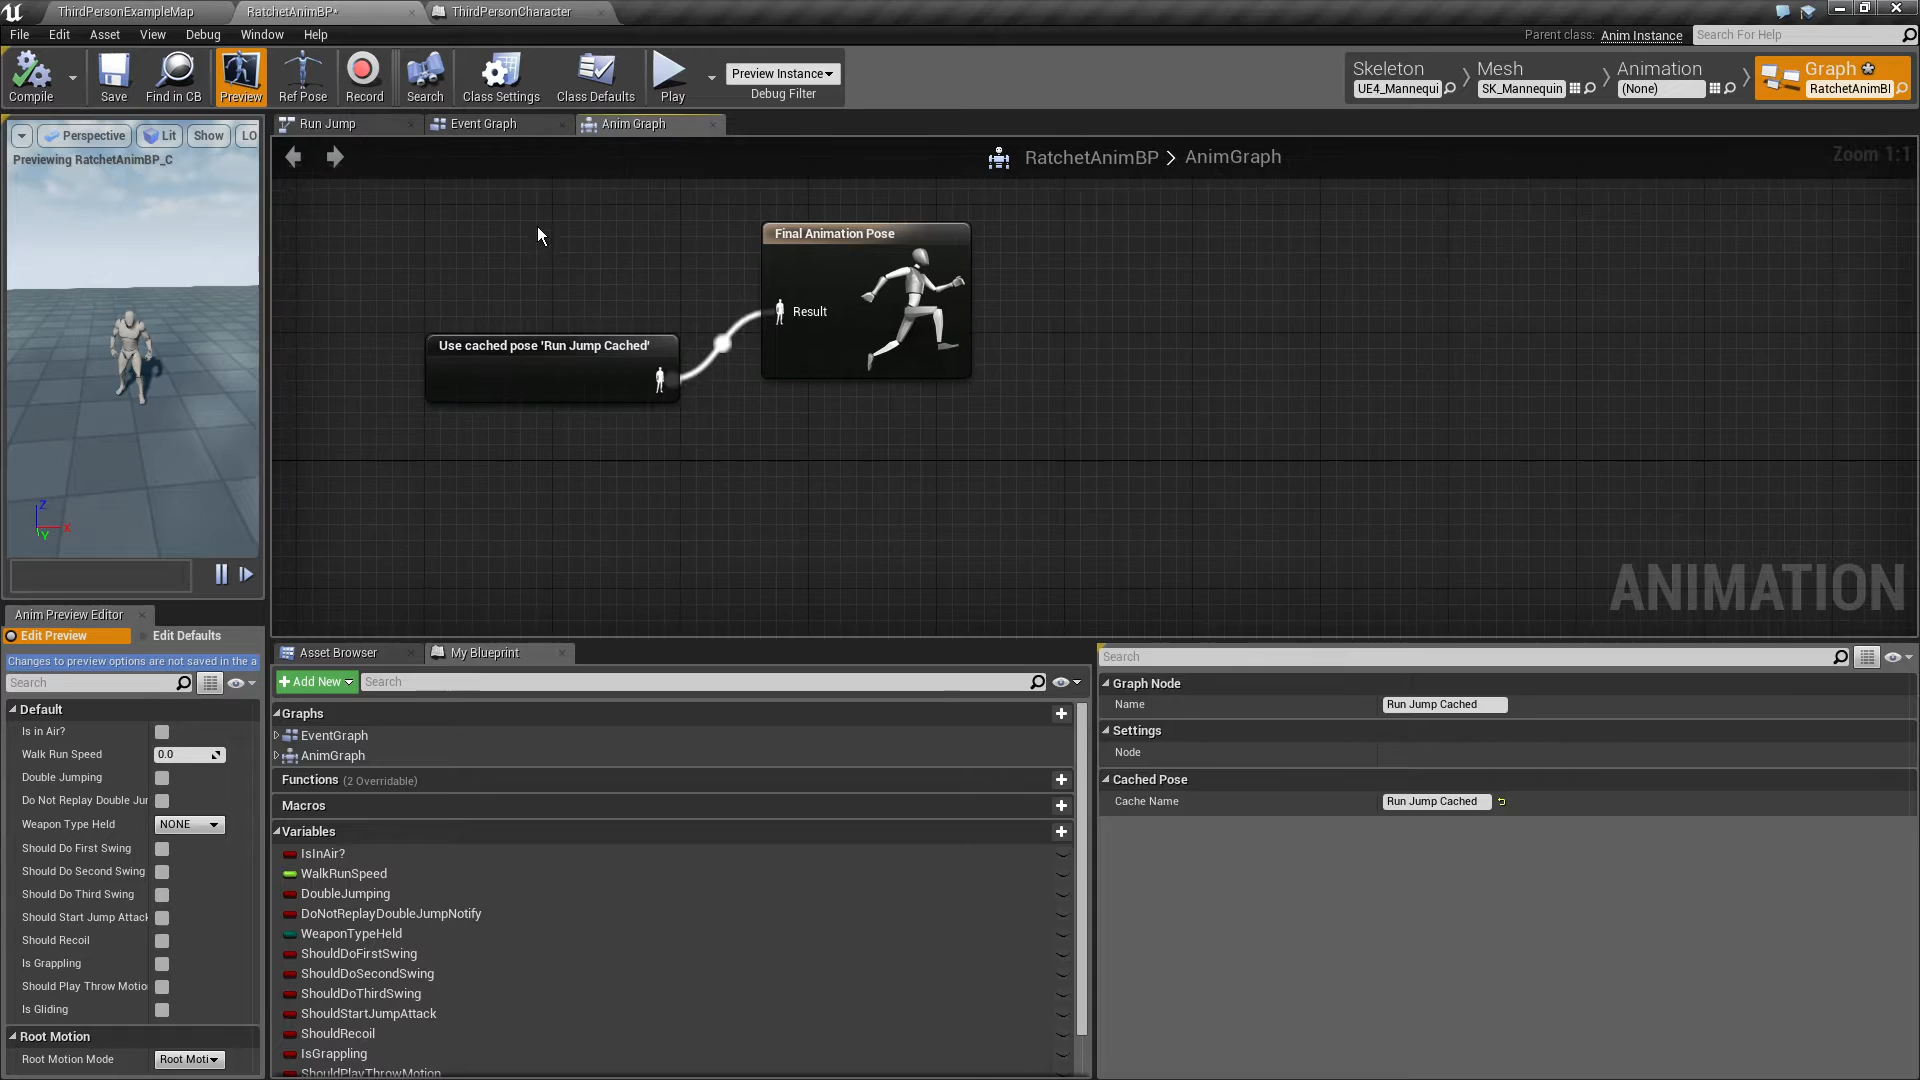 ThirdPersonExampleMap
RatchetAnimBP*
ThirdPersonCharacter
File Edit Asset View Debug Window Help
Parent class: Anim Instance
Search For Help
Compile
Save
Find in CB
Preview
Ref Pose
Record
Search
Class Settings
Class Defaults
Play
Preview Instance
Debug Filter
Skeleton
UE4_Mannequi
Mesh
SK_Mannequin
Animation
(None)
Graph
RatchetAnimBl
Perspective
Lit
Show
LO
Previewing RatchetAnimBP_C
Z
X
Y
Run Jump
Event Graph
Anim Graph
RatchetAnimBP > AnimGraph
Zoom 1:1
Final Animation Pose
Result
Use cached pose 'Run Jump Cached'
ANIMATION
Anim Preview Editor
Edit Preview
Edit Defaults
Changes to preview options are not saved in the a
Search
Default
Is in Air?
Walk Run Speed 0.0
Double Jumping
Do Not Replay Double Jur
Weapon Type Held NONE
Should Do First Swing
Should Do Second Swing
Should Do Third Swing
Should Start Jump Attack
Should Recoil
Is Grappling
Should Play Throw Motio
Is Gliding
Root Motion
Root Motion Mode Root Moti
Asset Browser
My Blueprint
+ Add New
Search
Graphs
EventGraph
AnimGraph
Functions (2 Overridable)
Macros
Variables
IsInAir?
WalkRunSpeed
DoubleJumping
DoNotReplayDoubleJumpNotify
WeaponTypeHeld
ShouldDoFirstSwing
ShouldDoSecondSwing
ShouldDoThirdSwing
ShouldStartJumpAttack
ShouldRecoil
IsGrappling
ShouldPlayThrowMotion
Search
Graph Node
Name Run Jump Cached
Settings
Node
Cached Pose
Cache Name Run Jump Cached